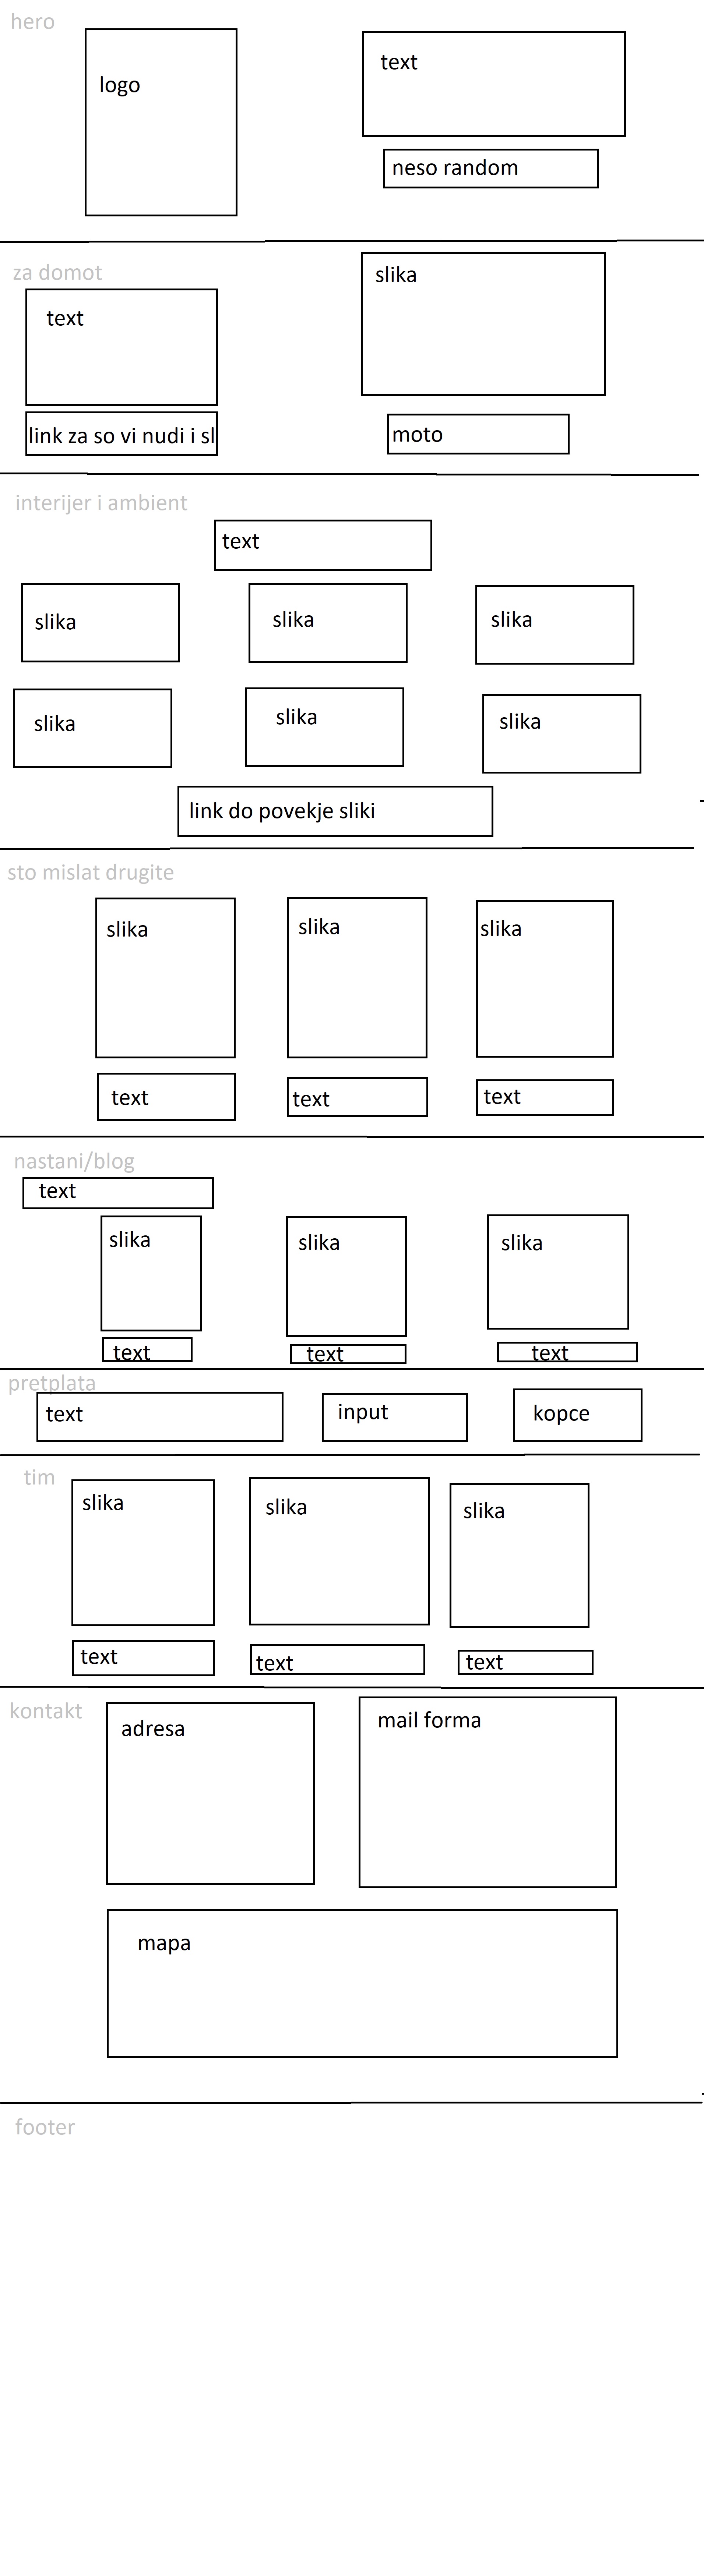 hero
logo
text
neso random
za domot
text
slika
link za so vi nudi i sl
moto
interijer i ambient
text
slika
slika
slika
slika
slika
slika
link do povekje sliki
sto mislat drugite
slika
slika
slika
text
text
text
nastani/blog
text
slika
slika
slika
text
text
text
pretplata
text
input
kopce
tim
slika
slika
slika
text
text
text
kontakt
adresa
mail forma
mapa
footer